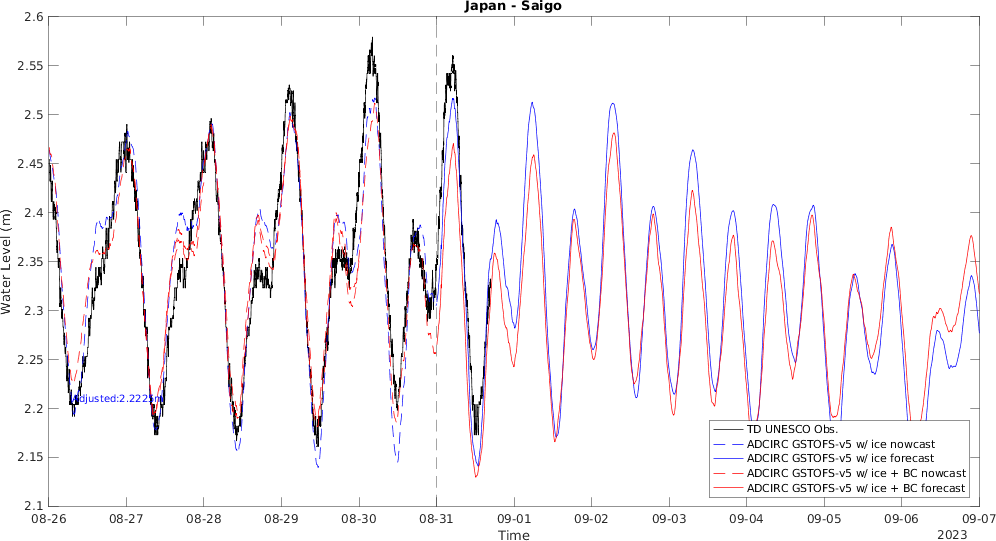 Japan - Saigo
2.6
2.55
2.5
2.45
2.4
2.35
2.3
2.25
2.2
2.15
2.1
Water Level (m)
Adjusted:2.2225m
TD UNESCO Obs.
ADCIRC GSTOFS-v5 w/ ice nowcast
ADCIRC GSTOFS-v5 w/ ice forecast
ADCIRC GSTOFS-v5 w/ ice + BC nowcast
ADCIRC GSTOFS-v5 w/ ice + BC forecast
08-26 08-27 08-28 08-29 08-30 08-31 09-01 09-02 09-03 09-04 09-05 09-06 09-07
Time
2023